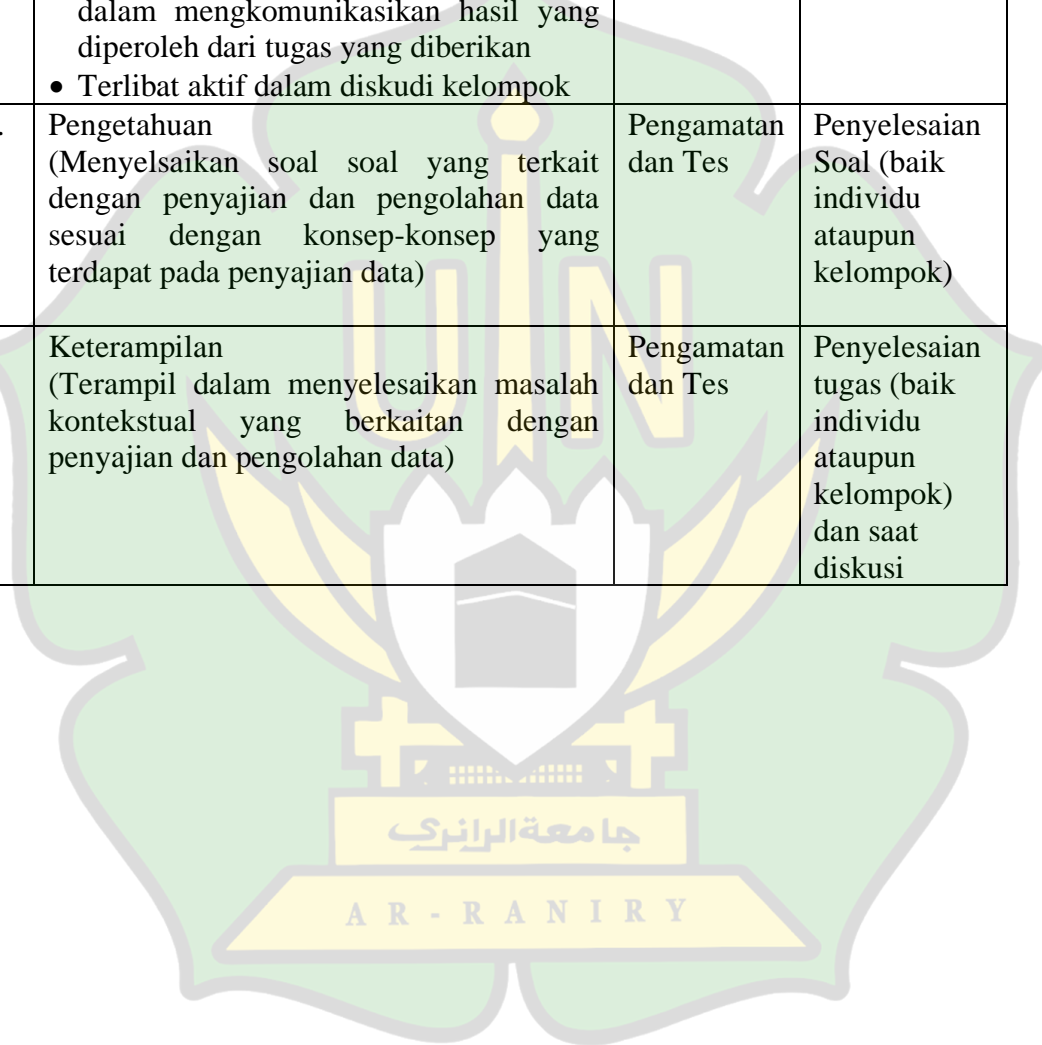 dalam mengkomunikasikan hasil yang
diperoleh dari tugas yang diberikan
• Terlibat aktif dalam diskudi kelompok
. Pengetahuan
(Menyelsaikan soal soal yang terkait
dengan penyajian dan pengolahan data
sesuai dengan konsep-konsep yang
terdapat pada penyajian data)
Pengamatan
dan Tes
Penyelesaian
Soal (baik
individu
ataupun
kelompok)
Keterampilan
(Terampil dalam menyelesaikan masalah
kontekstual yang berkaitan dengan
penyajian dan pengolahan data)
Pengamatan
dan Tes
Penyelesaian
tugas (baik
individu
ataupun
kelompok)
dan saat
diskusi
UIN
جامعة الرانري
AR-RANIRY